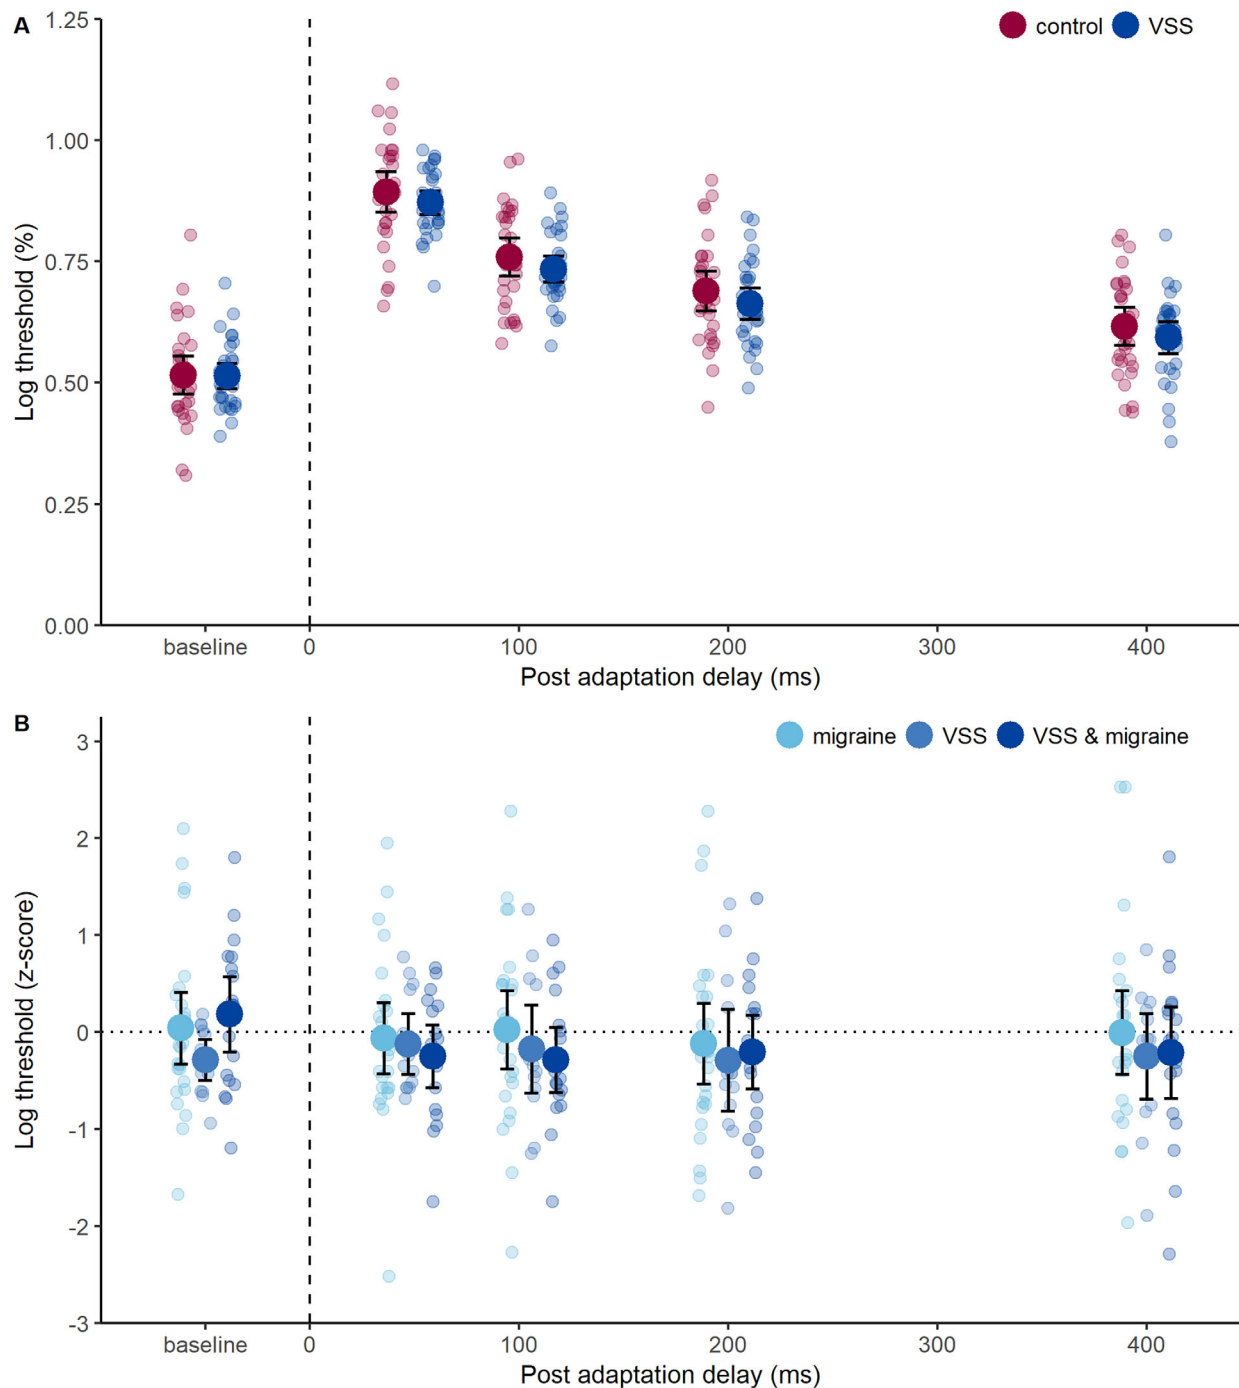 A
control VSS
1.25
1.00
0.75
0.50
0.25
0.00
Log threshold (%)
baseline 0 100 200 300 400
Post adaptation delay (ms)
B
migraine VSS VSS & migraine
3
2
1
0
-1
-2
-3
Log threshold (z-score)
baseline 0 100 200 300 400
Post adaptation delay (ms)